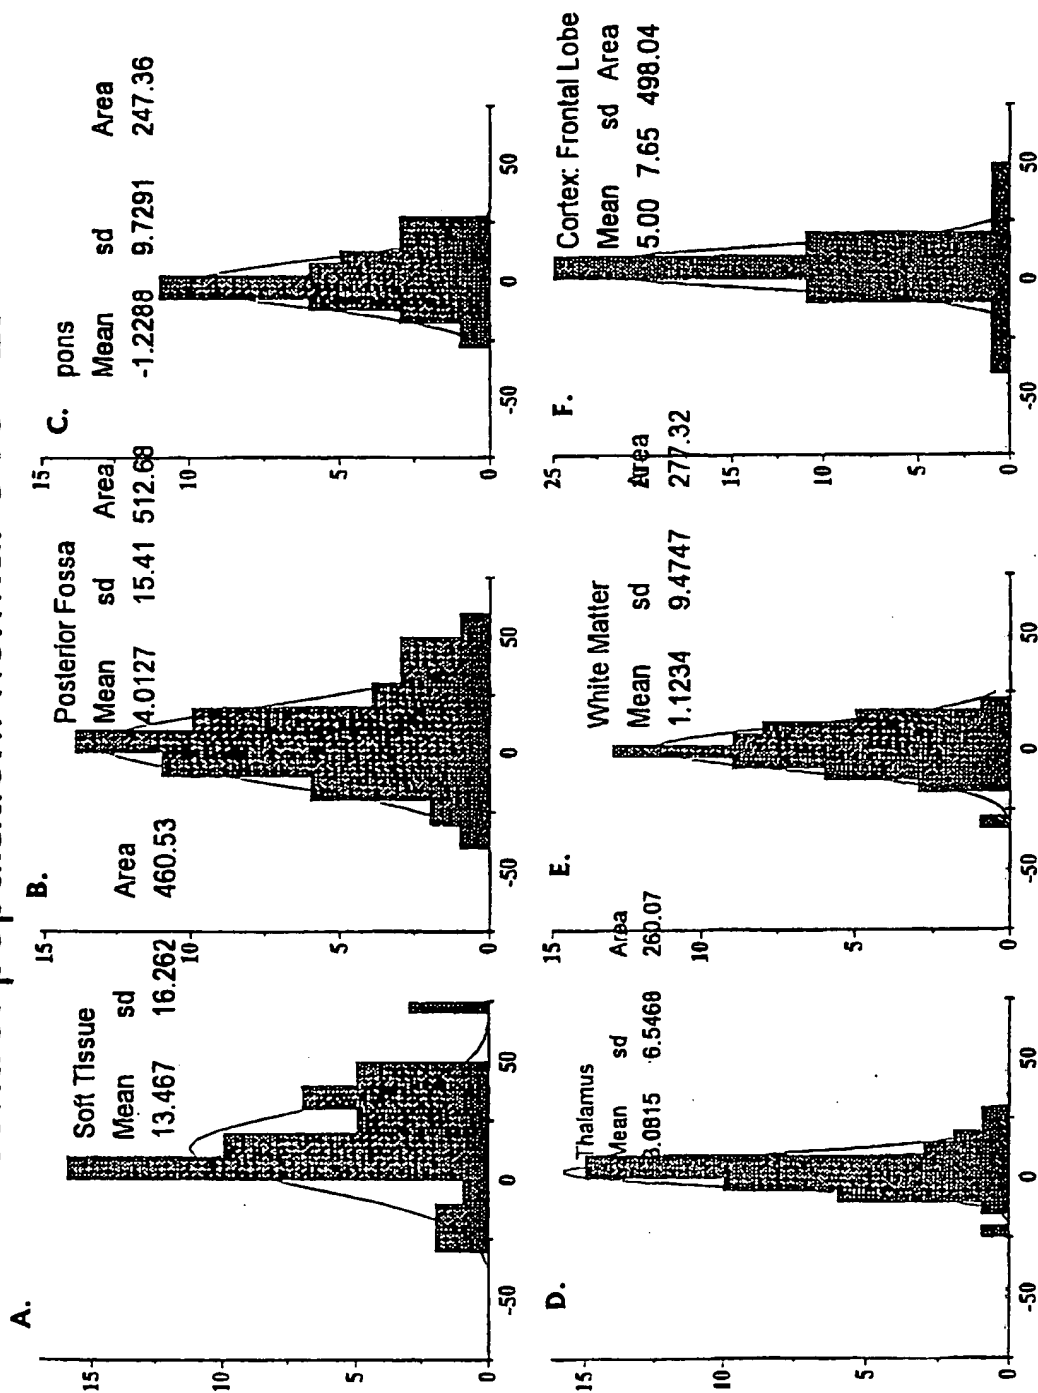 A.
Soft Tissue
Mean sd Area
13.467 16.262 460.53
15
10
5
0
-50 0 50
B.
Posterior Fossa
Mean sd Area
4.0127 15.41 512.68
15
10
5
0
-50 0 50
C.
pons
Mean sd Area
-1.2288 9.7291 247.36
15
10
5
0
-50 0 50
D.
Thalamus
Mean sd Area
3.0815 6.5468 260.07
15
10
5
0
-50 0 50
E.
White Matter
Mean sd Area
1.1234 9.4747 277.32
15
10
5
0
-50 0 50
F.
Cortex: Frontal Lobe
Mean sd Area
5.00 7.65 498.04
25
15
10
5
0
-50 0 50